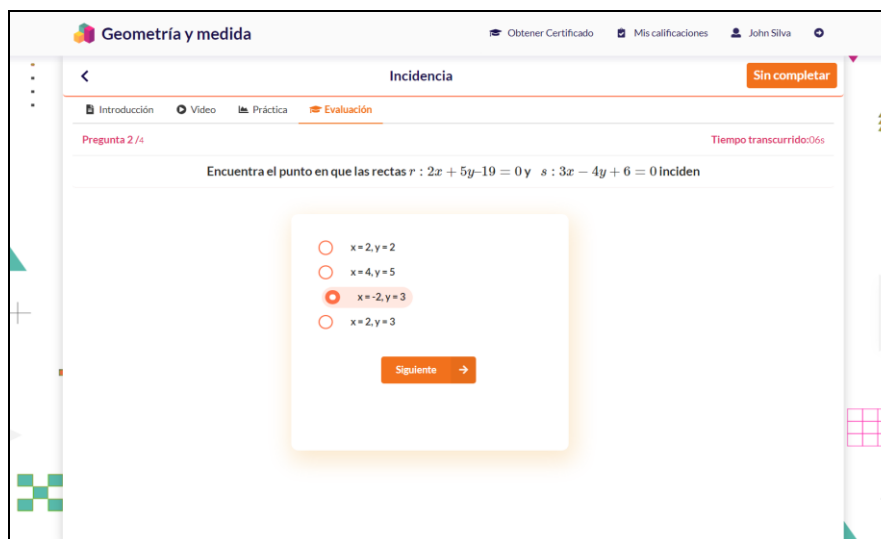 Geometría y medida
Obtener Certificado
Mis calificaciones
John Silva
Incidencia
Sin completar
Introducción
Video
Práctica
Evaluación
Pregunta 2 /4
Tiempo transcurrido:06s
Encuentra el punto en que las rectas r : 2x + 5y–19 = 0 y s : 3x − 4y + 6 = 0 inciden
x = 2, y = 2
x = 4, y = 5
x = -2, y = 3
x = 2, y = 3
Siguiente